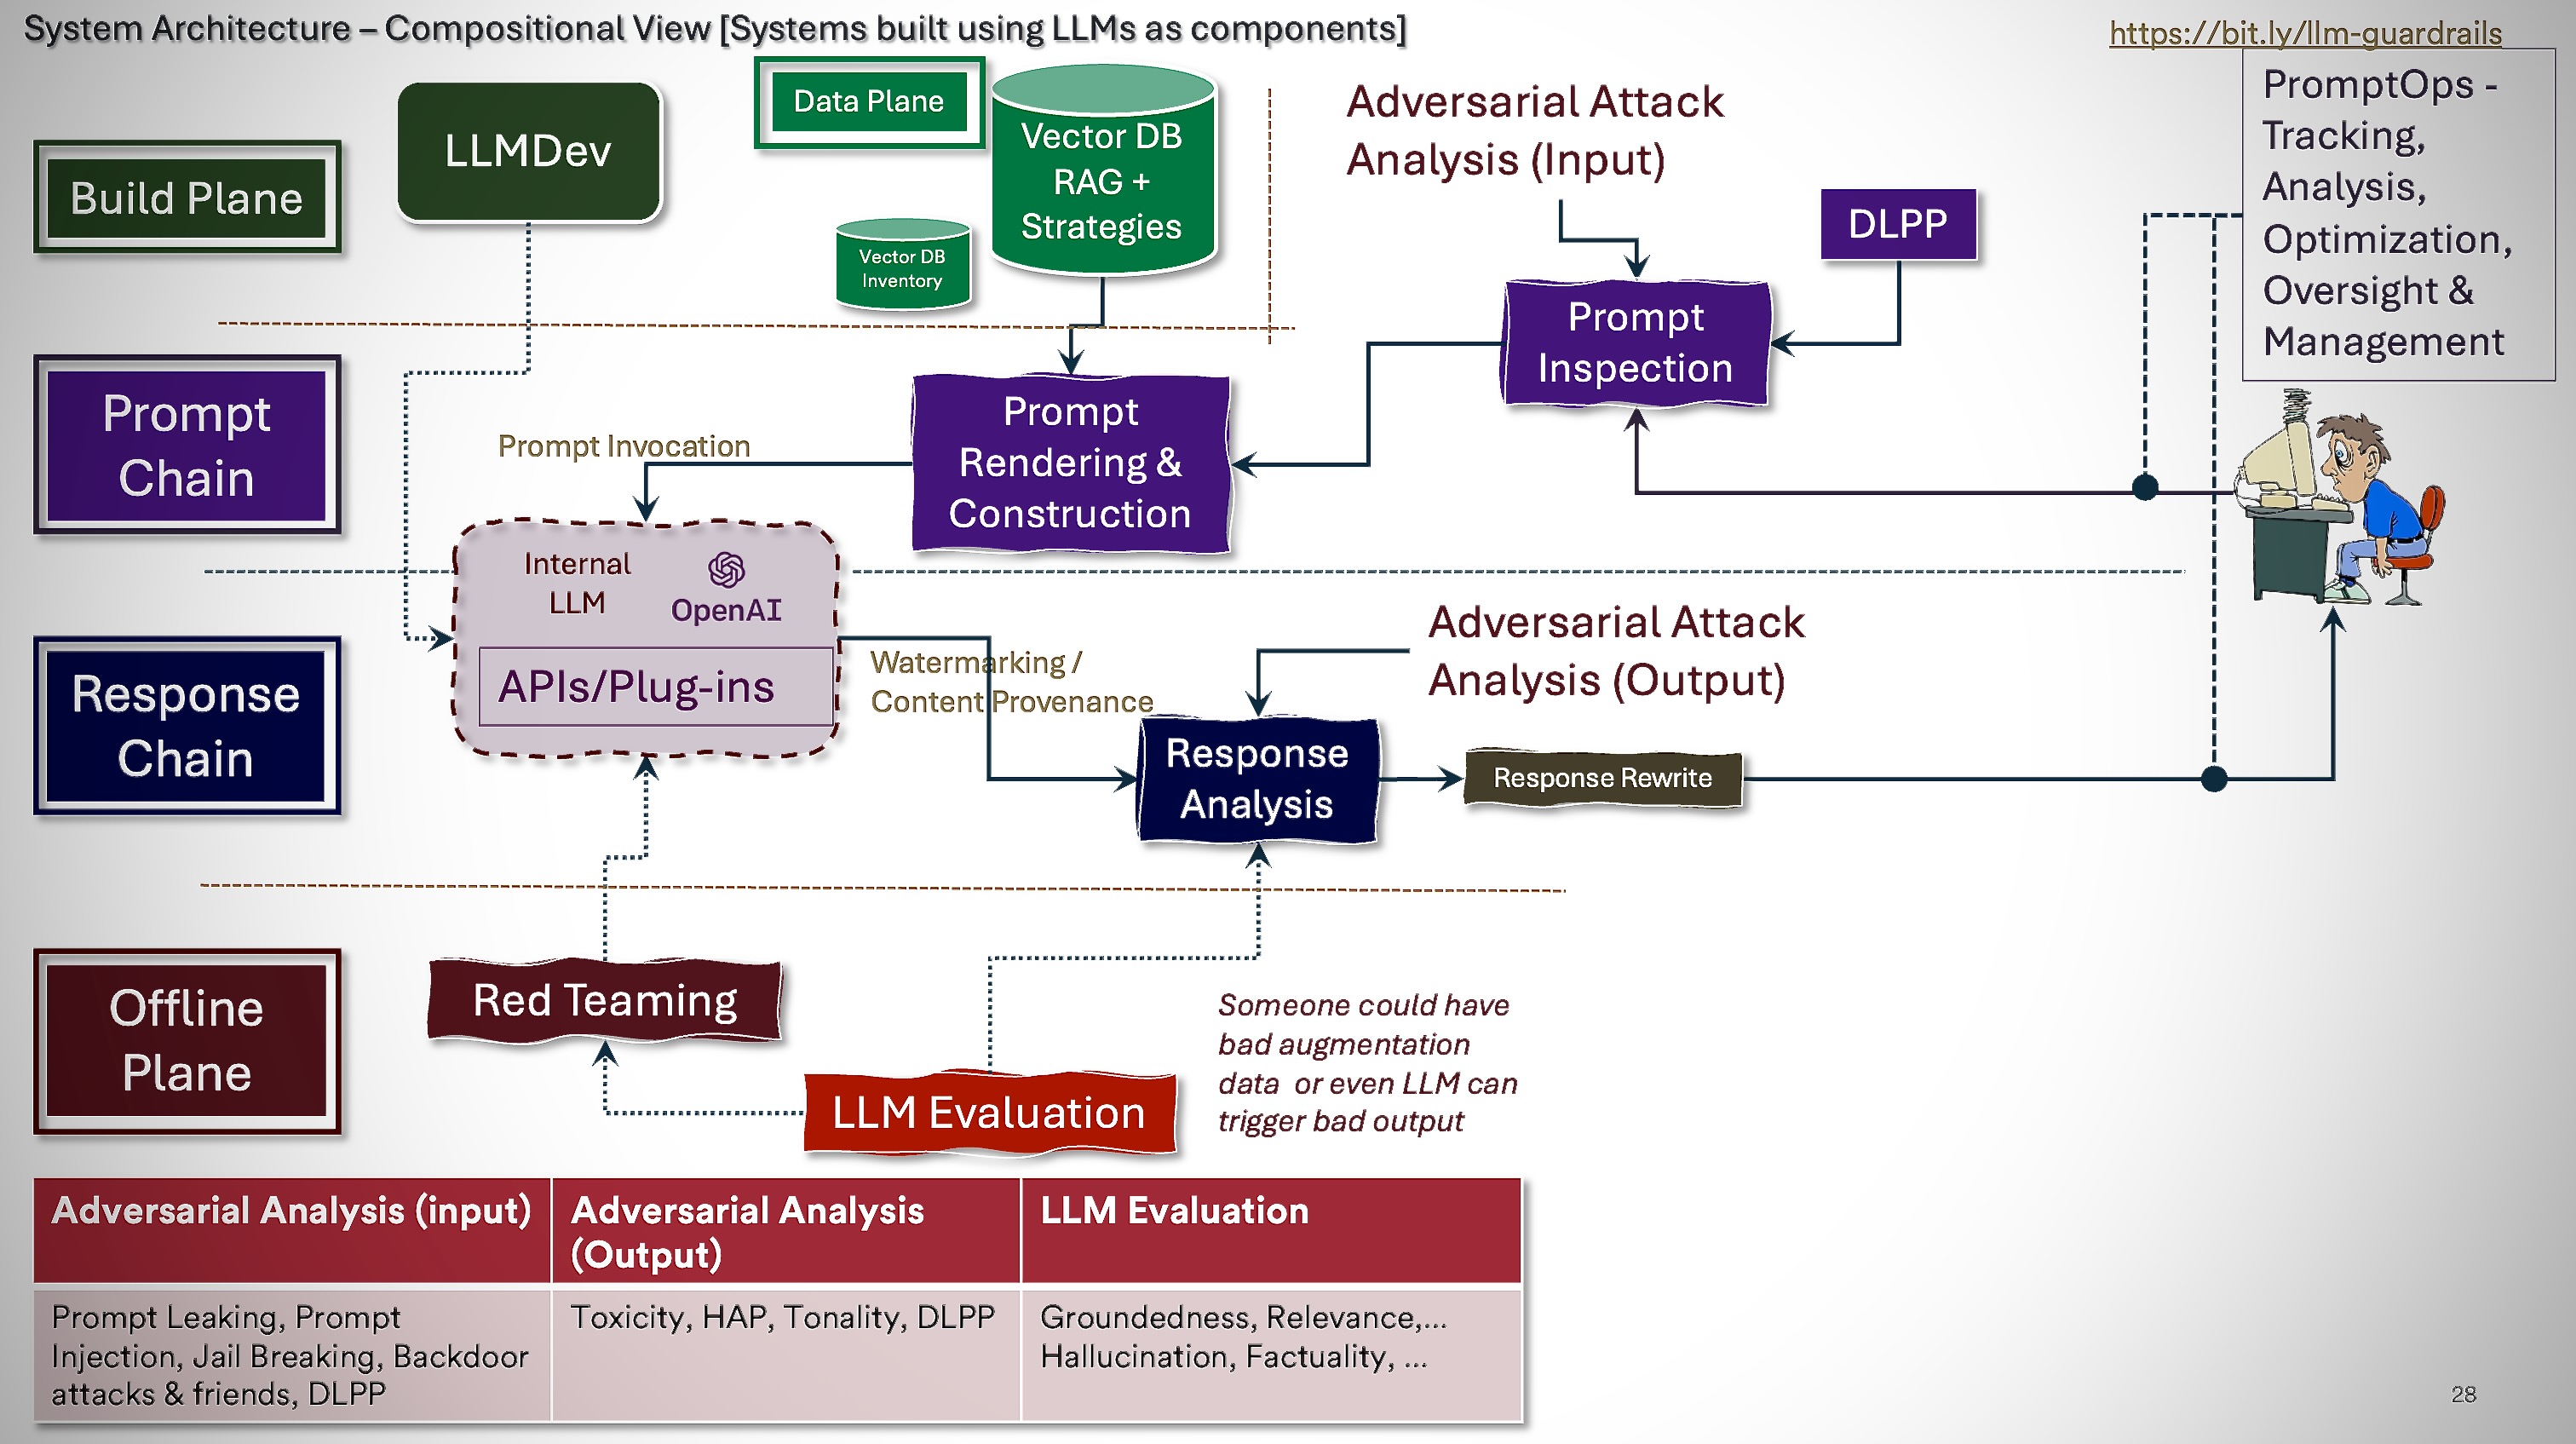 System Architecture – Compositional View [Systems built using LLMs as components]
https://bit.ly/llm-guardrails
Build Plane
LLMDev
Data Plane
Vector DB
RAG +
Strategies
Vector DB
Inventory
Adversarial Attack
Analysis (Input)
DLPP
PromptOps -
Tracking,
Analysis,
Optimization,
Oversight &
Management
Prompt
Chain
Prompt Invocation
Prompt
Rendering &
Construction
Prompt
Inspection
Response
Chain
Internal
LLM
OpenAI
APIs/Plug-ins
Watermarking /
Content Provenance
Adversarial Attack
Analysis (Output)
Response
Analysis
Response Rewrite
Offline
Plane
Red Teaming
LLM Evaluation
Someone could have
bad augmentation
data or even LLM can
trigger bad output
Adversarial Analysis (input)
Adversarial Analysis
(Output)
LLM Evaluation
Prompt Leaking, Prompt
Injection, Jail Breaking, Backdoor
attacks & friends, DLPP
Toxicity, HAP, Tonality, DLPP
Groundedness, Relevance,...
Hallucination, Factuality, ...
28